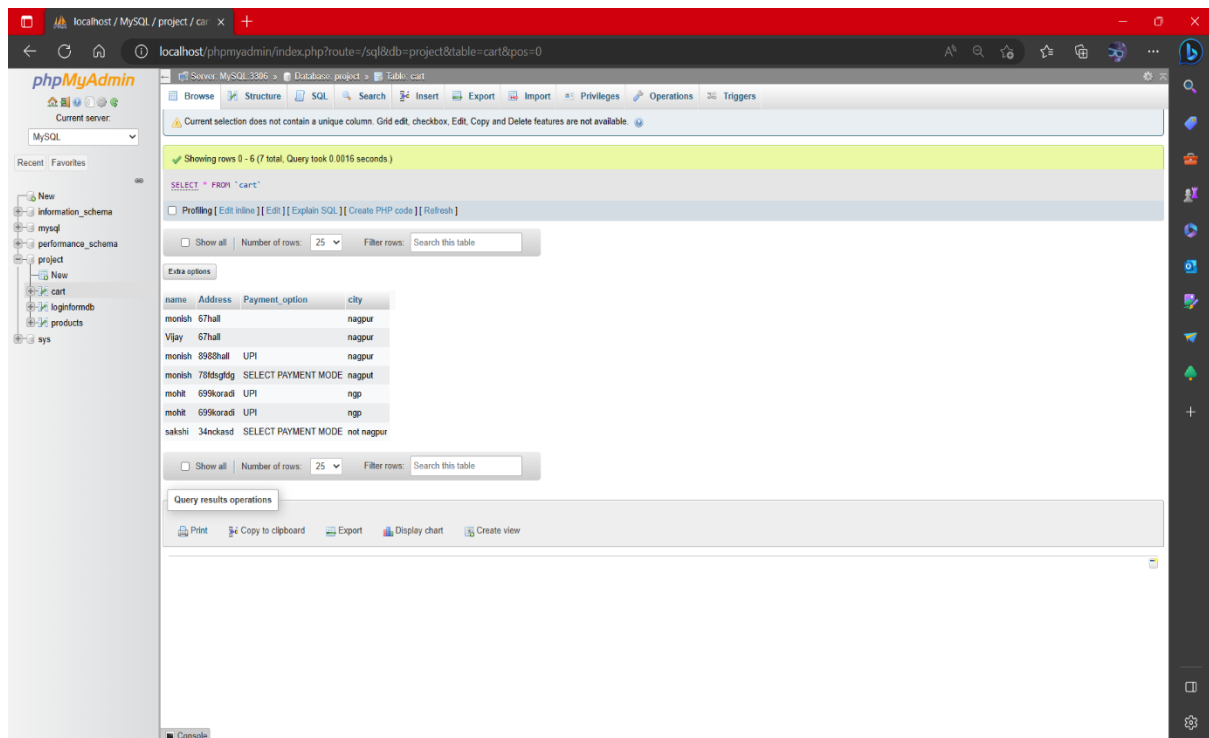 localhost / MySQL / project / car
localhost/phpmyadmin/index.php?route=/sql&db=project&table=cart&pos=0
phpMyAdmin
Current server:
MySQL
Recent Favorites
New
information_schema
mysql
performance_schema
project
New
cart
loginformdb
products
sys
Server: MySQL:3306 » Database: project » Table: cart
Browse Structure SQL Search Insert Export Import Privileges Operations Triggers
Current selection does not contain a unique column. Grid edit, checkbox, Edit, Copy and Delete features are not available.
Showing rows 0 - 6 (7 total, Query took 0.0016 seconds.)
SELECT * FROM `cart`
Profiling [ Edit inline ] [ Edit ] [ Explain SQL ] [ Create PHP code ] [ Refresh ]
Show all | Number of rows: 25 Filter rows: Search this table
Extra options
name Address Payment_option city
monish 67hall nagpur
Vijay 67hall nagpur
monish 8988hall UPI nagpur
monish 78fdsgfdg SELECT PAYMENT MODE nagput
mohit 699koradi UPI ngp
mohit 699koradi UPI ngp
sakshi 34nckasd SELECT PAYMENT MODE not nagpur
Show all | Number of rows: 25 Filter rows: Search this table
Query results operations
Print Copy to clipboard Export Display chart Create view
Console